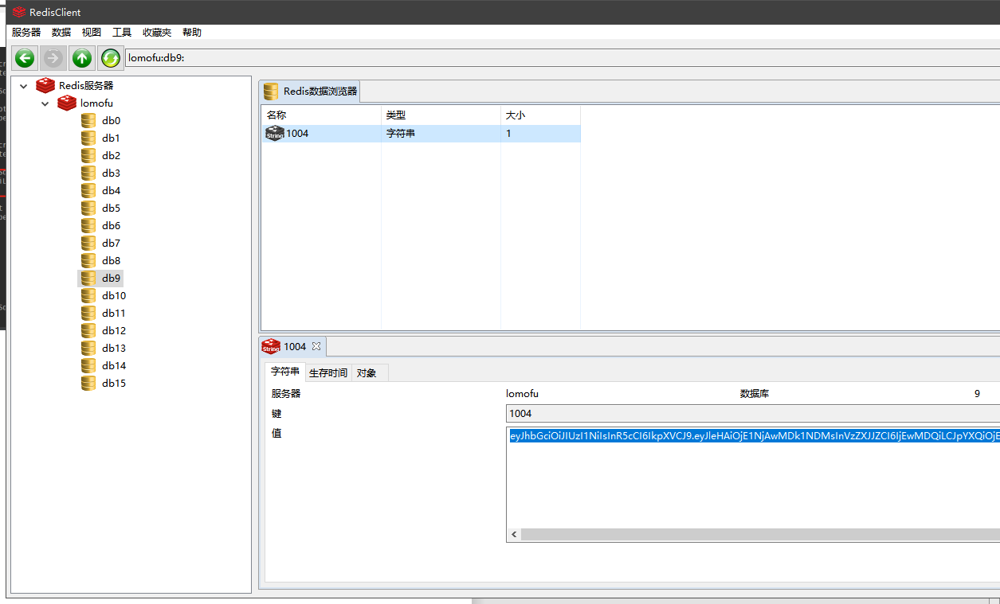 RedisClient
服务器 数据 视图 工具 收藏夹 帮助
lomofu:db9:
Redis服务器
lomofu
db0
db1
db2
db3
db4
db5
db6
db7
db8
db9
db10
db11
db12
db13
db14
db15
Redis数据浏览器
名称 类型 大小
String 1004 字符串 1
String 1004
字符串 生存时间 对象
服务器 lomofu 数据库 9
键 1004
值 eyJhbGciOiJIUzI1NiIsInR5cCI6IkpXVCJ9.eyJleHAiOjE1NjAwMDk1NDMsInVzZXJJZCI6IjEwMDQiLCJpYXQiOjE